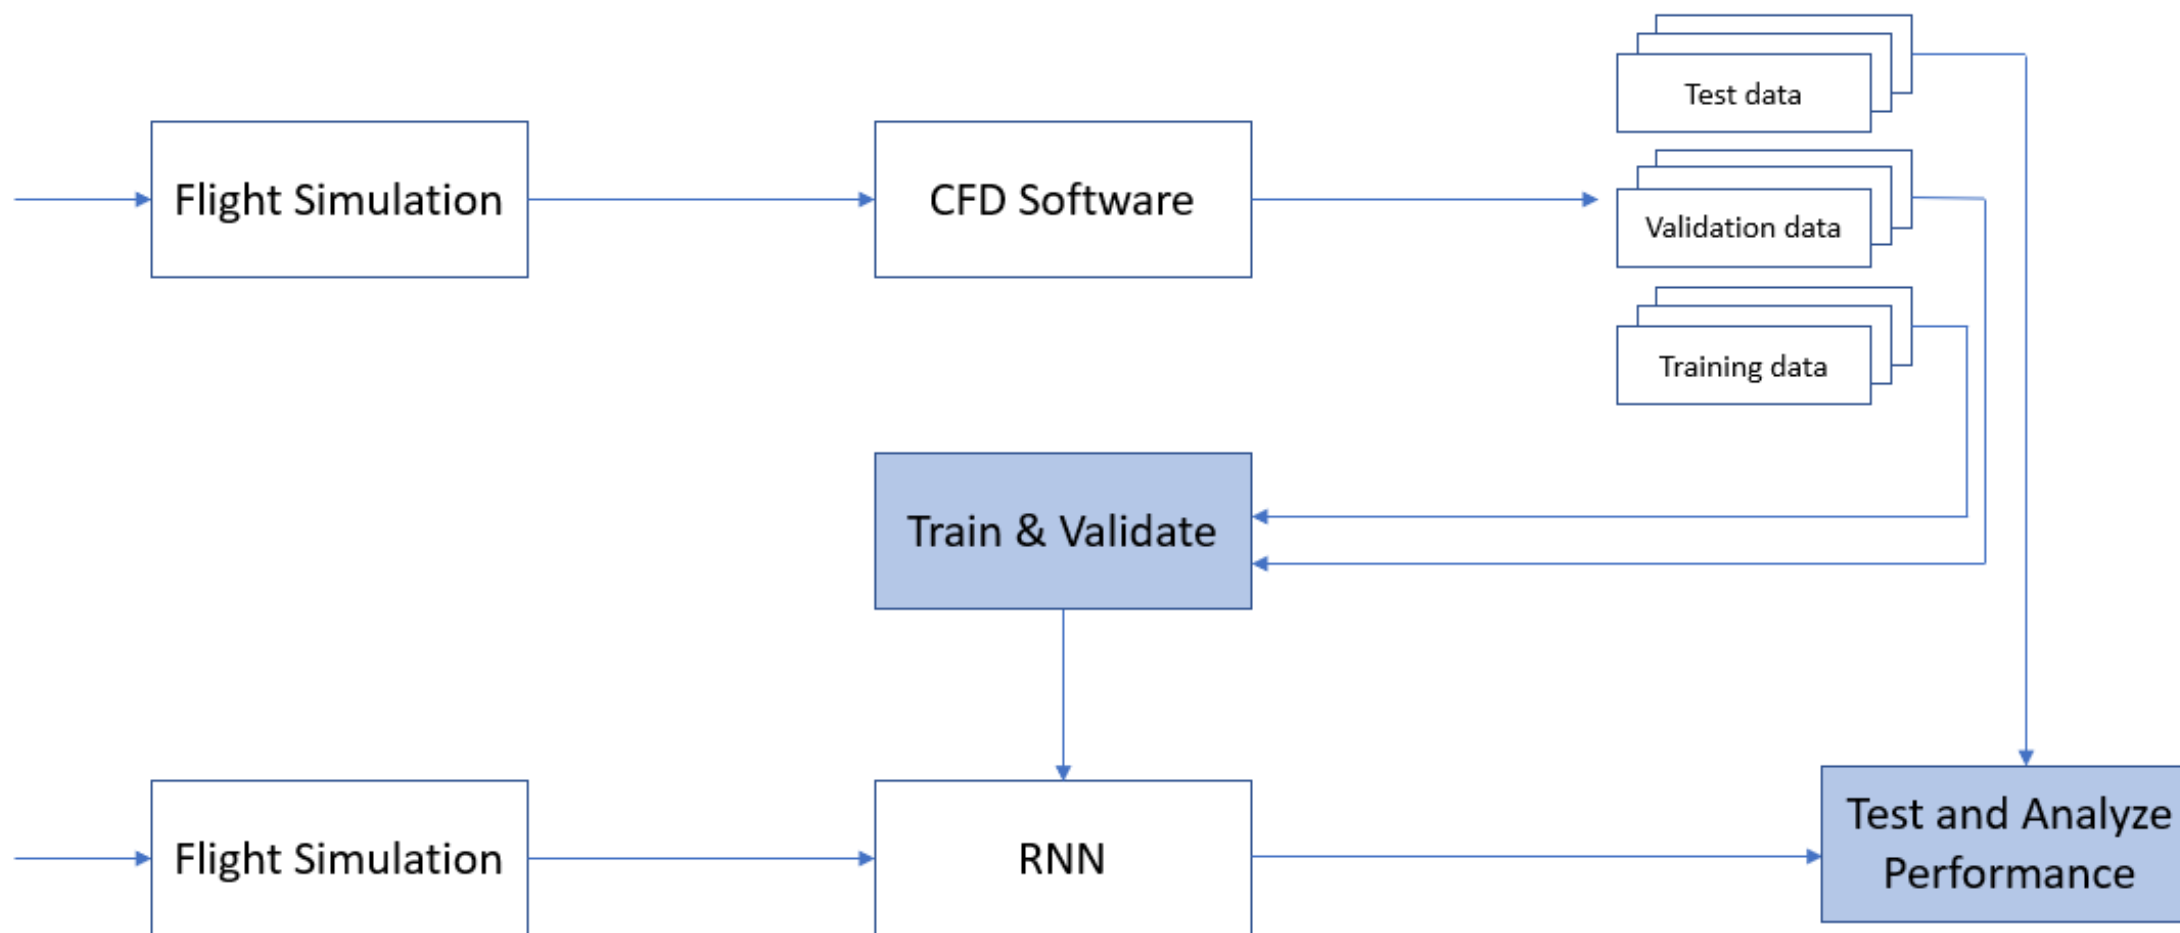 Test data
Flight Simulation
CFD Software
Validation data
Training data
Train & Validate
Flight Simulation
RNN
Test and Analyze
Performance